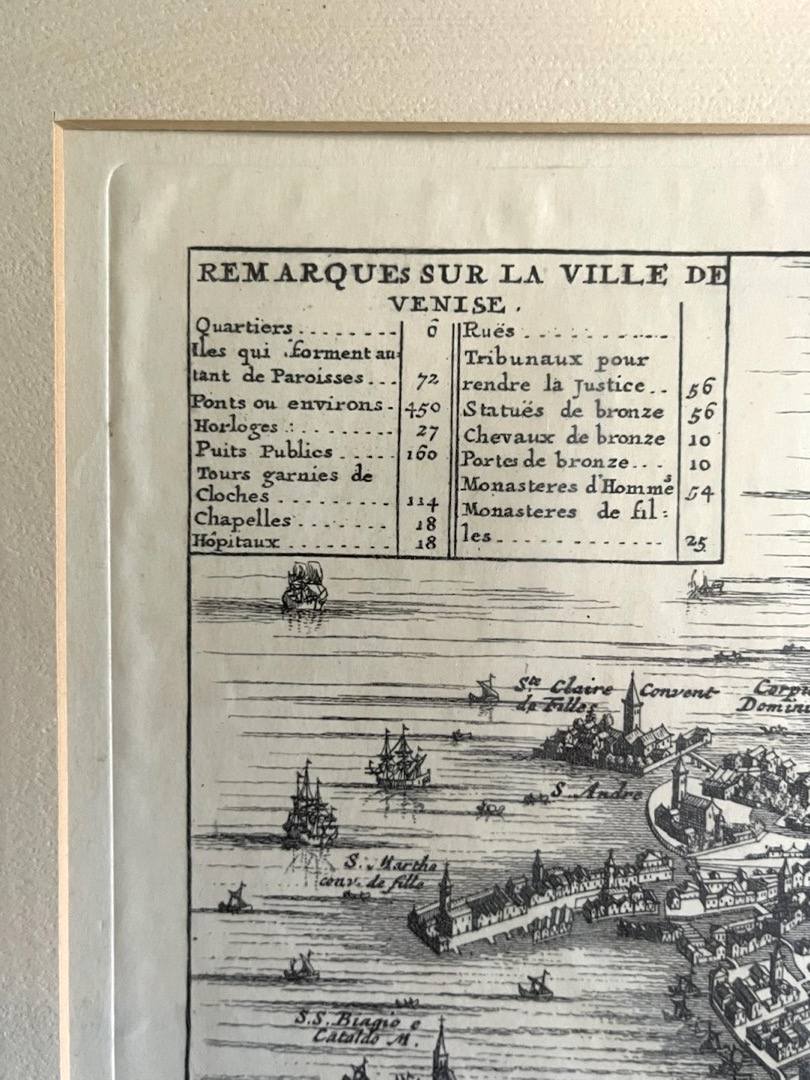 REMARQUES SUR LA VILLE DE
VENISE.
Quartiers......... 6
Iles qui forment au:
tant de Paroisses... 72
Ponts ou environs. 450
Horloges.:......... 27
Puits Publics..... 160
Tours garnies de
Cloches......... 114
Chapelles........ 18
Hôpitaux........ 18
Ruës............
Tribunaux pour
rendre la Justice.. 56
Statuës de bronze 56
Chevaux de bronze 10
Portes de bronze... 10
Monasteres d'Homme^s 54
Monasteres de fil:
les............. 25
Ste Claire Convent
de Filles
Domini
S. Andre
S. Martha
conv. de fille
S.S. Biagio e
Cataldo M.